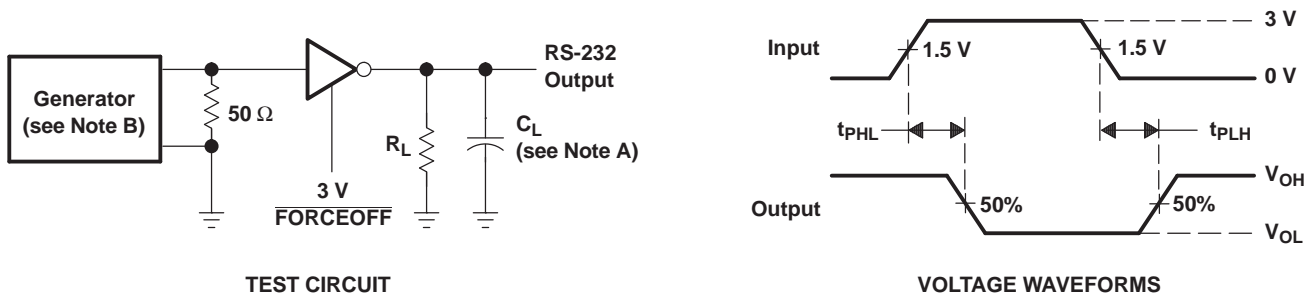 Generator
(see Note B)
50 Ω
3 V
FORCEOFF
R_L
C_L
(see Note A)
RS-232
Output
TEST CIRCUIT
Input
1.5 V
1.5 V
3 V
0 V
t_PHL
t_PLH
Output
50%
50%
V_OH
V_OL
VOLTAGE WAVEFORMS